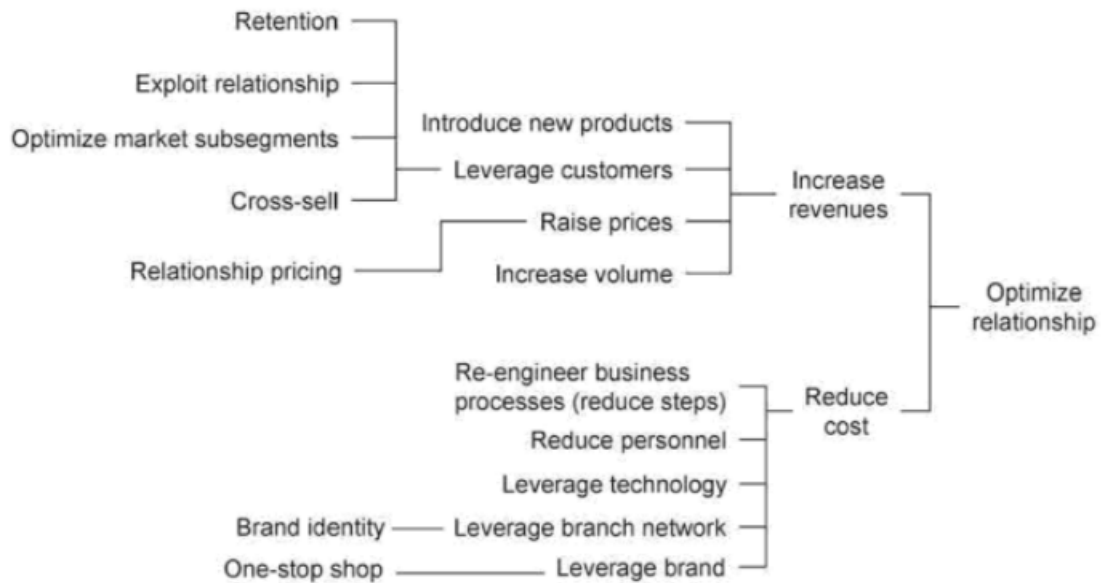 Retention
Exploit relationship
Optimize market subsegments
Cross-sell
Relationship pricing
Introduce new products
Leverage customers
Raise prices
Increase volume
Increase
revenues
Optimize
relationship
Re-engineer business
processes (reduce steps)
Reduce personnel
Leverage technology
Leverage branch network
Leverage brand
Reduce
cost
Brand identity
One-stop shop